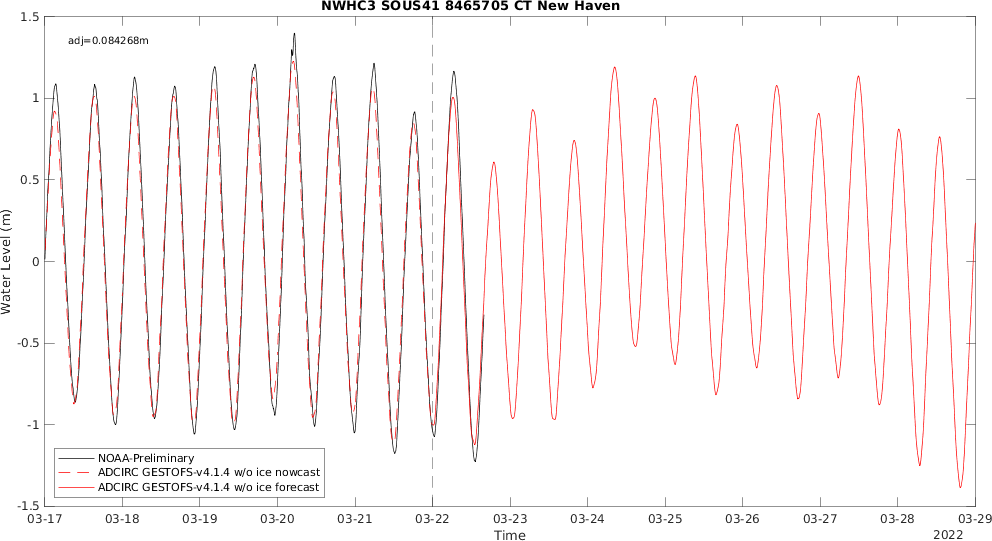 NWHC3 SOUS41 8465705 CT New Haven
adj=0.084268m
1.5
1
0.5
0
-0.5
-1
-1.5
Water Level (m)
NOAA-Preliminary
ADCIRC GESTOFS-v4.1.4 w/o ice nowcast
ADCIRC GESTOFS-v4.1.4 w/o ice forecast
03-17 03-18 03-19 03-20 03-21 03-22 03-23 03-24 03-25 03-26 03-27 03-28 03-29
Time
2022